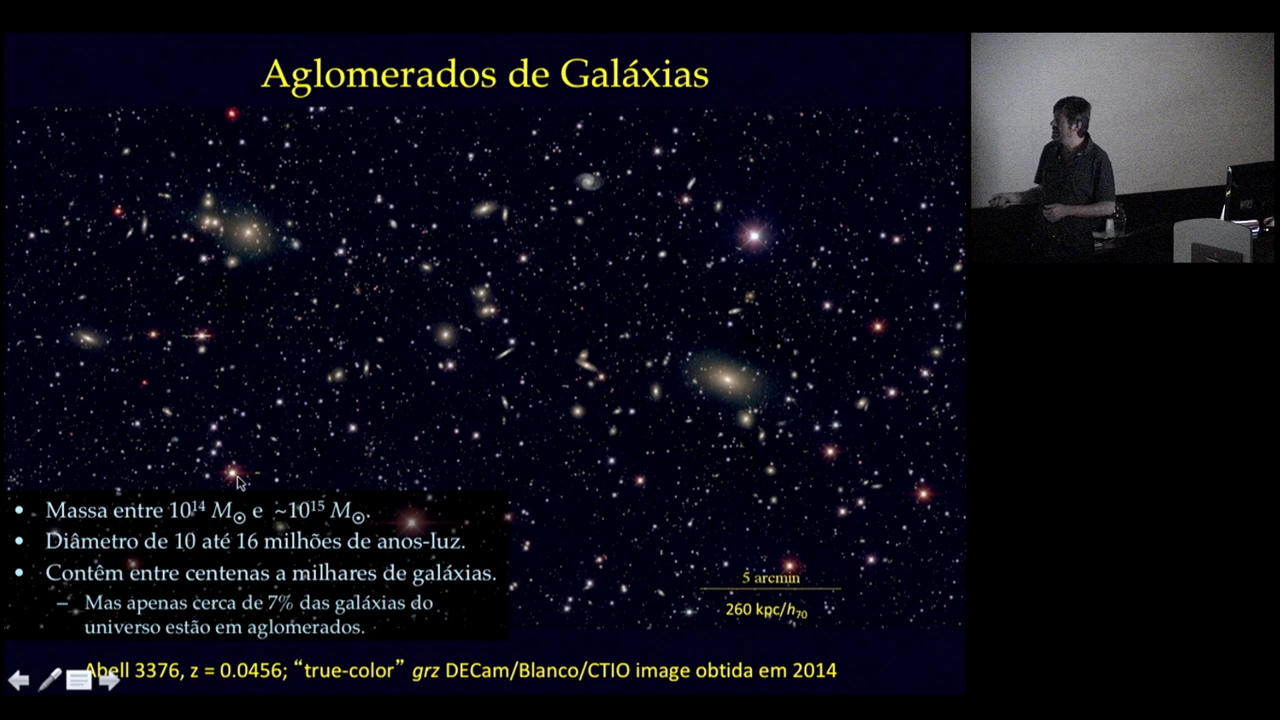 Aglomerados de Galáxias
• Massa entre 10¹⁴ M⊙ e ~10¹⁵ M⊙.
• Diâmetro de 10 até 16 milhões de anos-luz.
• Contêm entre centenas a milhares de galáxias.
– Mas apenas cerca de 7% das galáxias do
universo estão em aglomerados.
5 arcmin
260 kpc/h₇₀
Abell 3376, z = 0.0456; “true-color” grz DECam/Blanco/CTIO image obtida em 2014